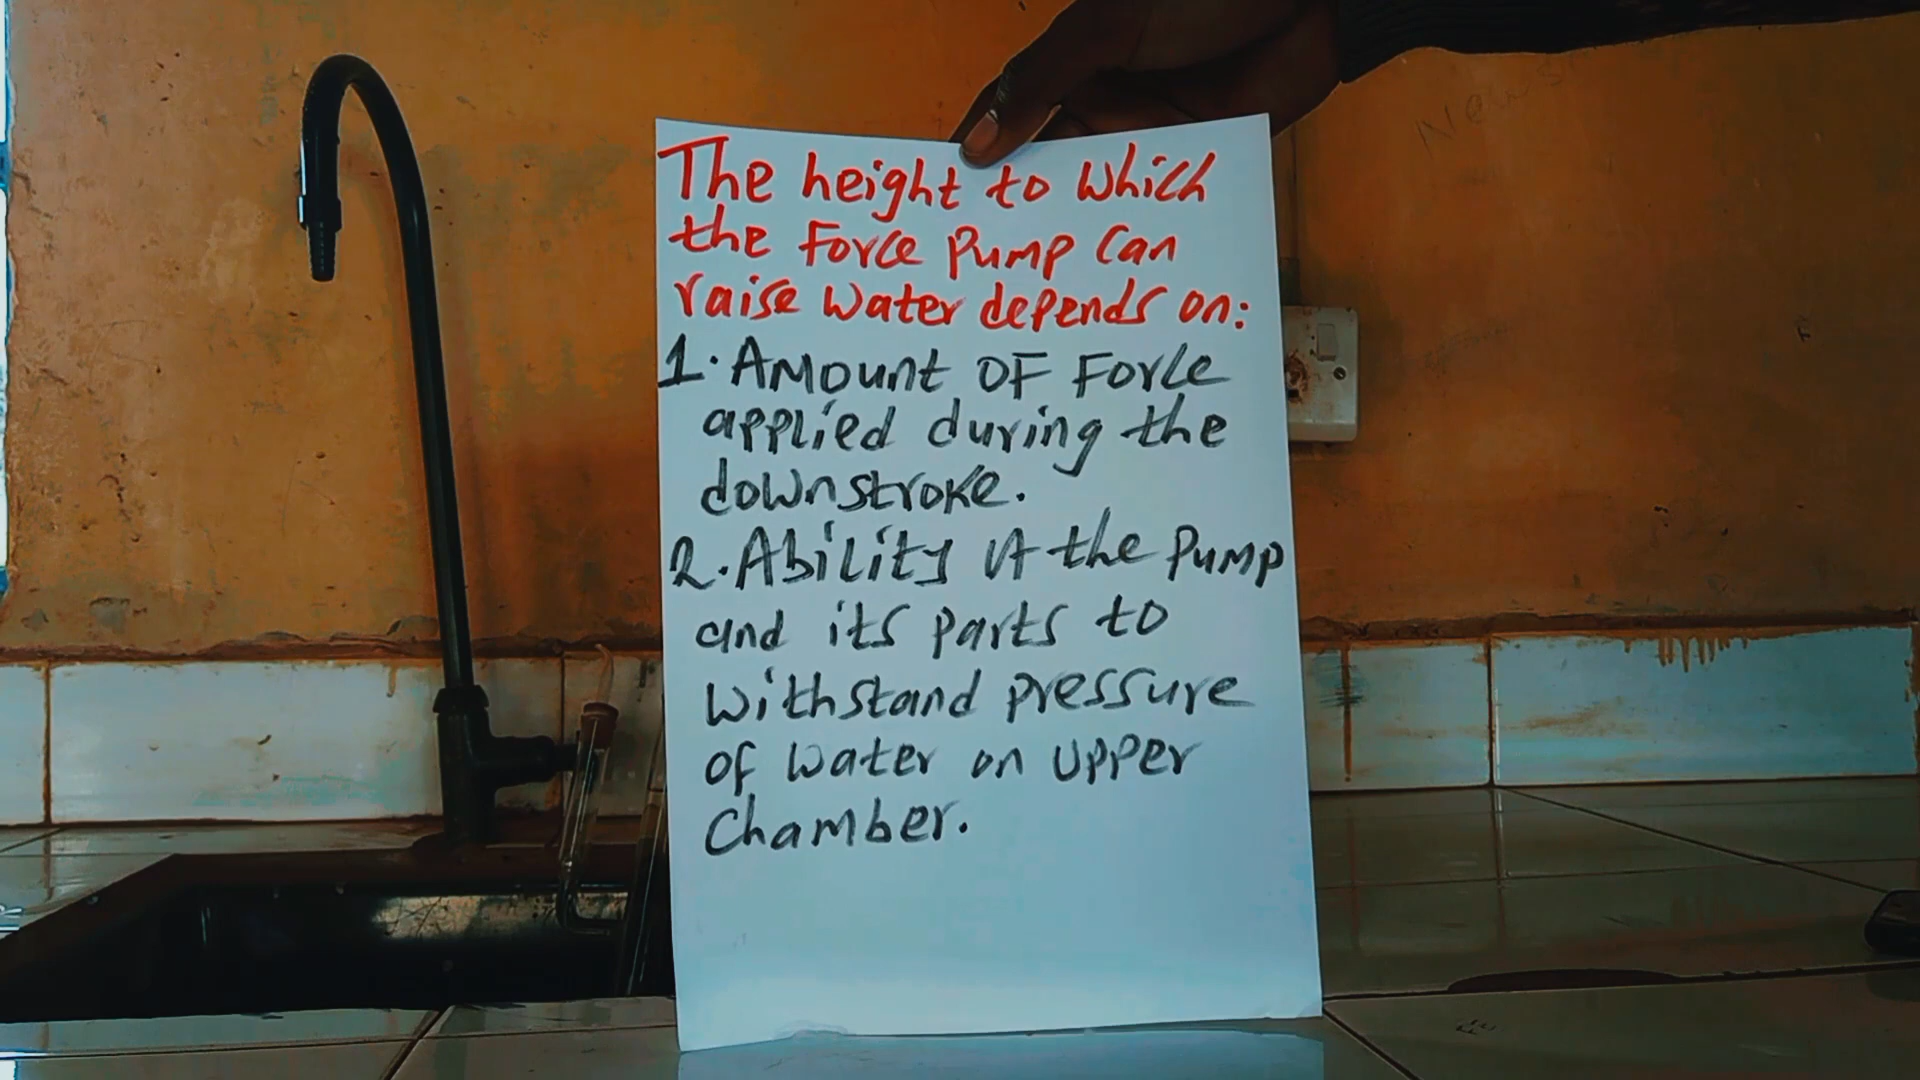 The height to which
the Force Pump Can
raise water depends on:
1. Amount OF Force
applied during the
downstroke.
2. Ability of the Pump
and its parts to
withstand pressure
of water on upper
Chamber.
News